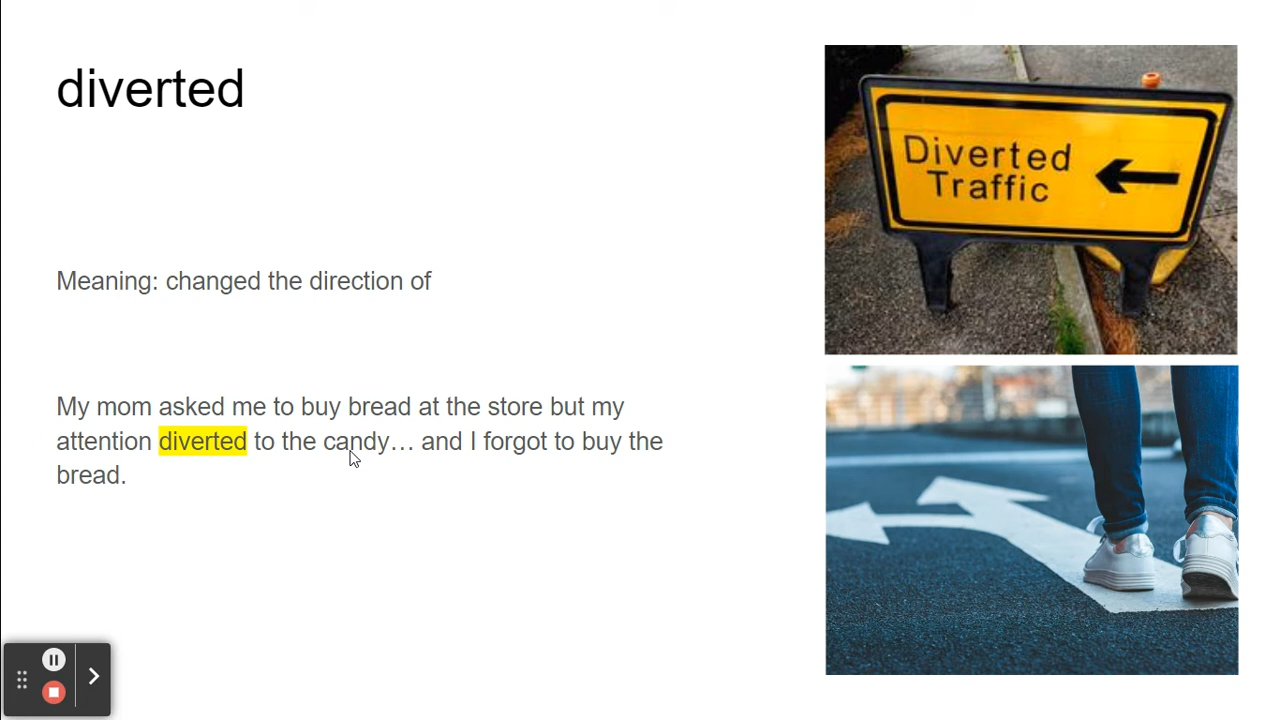 diverted
Meaning: changed the direction of
My mom asked me to buy bread at the store but my
attention diverted to the candy… and I forgot to buy the
bread.
Diverted
Traffic